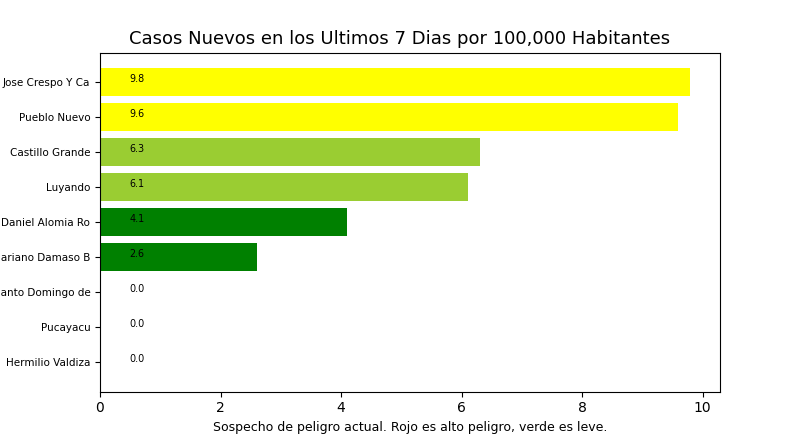 Casos Nuevos en los Ultimos 7 Dias por 100,000 Habitantes
Jose Crespo Y Ca 9.8
Pueblo Nuevo 9.6
Castillo Grande 6.3
Luyando 6.1
Daniel Alomia Ro 4.1
ariano Damaso B 2.6
anto Domingo de 0.0
Pucayacu 0.0
Hermilio Valdiza 0.0
0 2 4 6 8 10
Sospecho de peligro actual. Rojo es alto peligro, verde es leve.